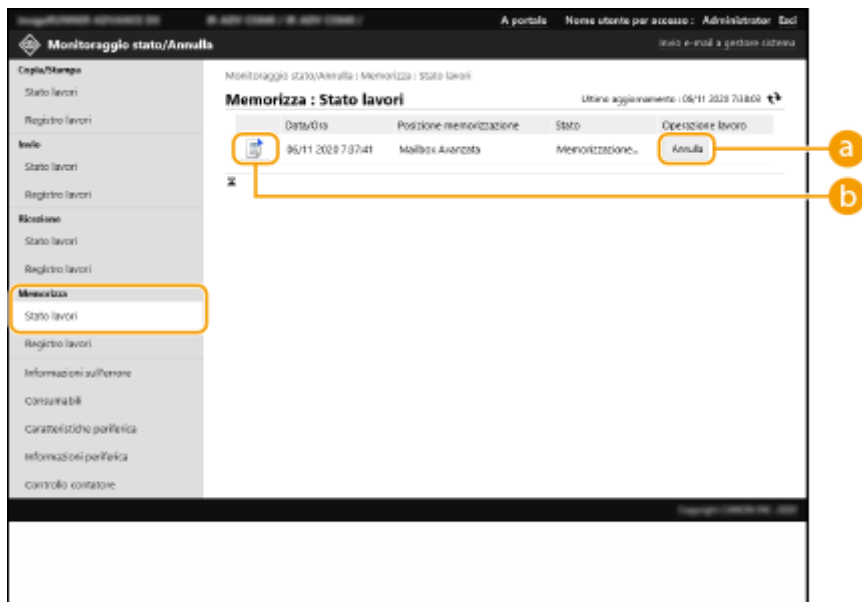 A portale Nome utente per accesso : Administrator Esci
Monitoraggio stato/Annulla
Invio e-mail a gestore sistema
Copia/Stampa
Stato lavori
Registro lavori
Invio
Stato lavori
Registro lavori
Ricezione
Stato lavori
Registro lavori
Memorizza
Stato lavori
Registro lavori
Informazioni sull'errore
Consumabili
Caratteristiche periferica
Informazioni periferica
Controllo contatore
Monitoraggio stato/Annulla : Memorizza : Stato lavori
Memorizza : Stato lavori
Ultimo aggiornamento : 06/11 2020
Data/Ora Posizione memorizzazione Stato Operazione lavoro
06/11 2020 7:37:41 Mailbox Avanzata Memorizzazione... Annulla
a
b